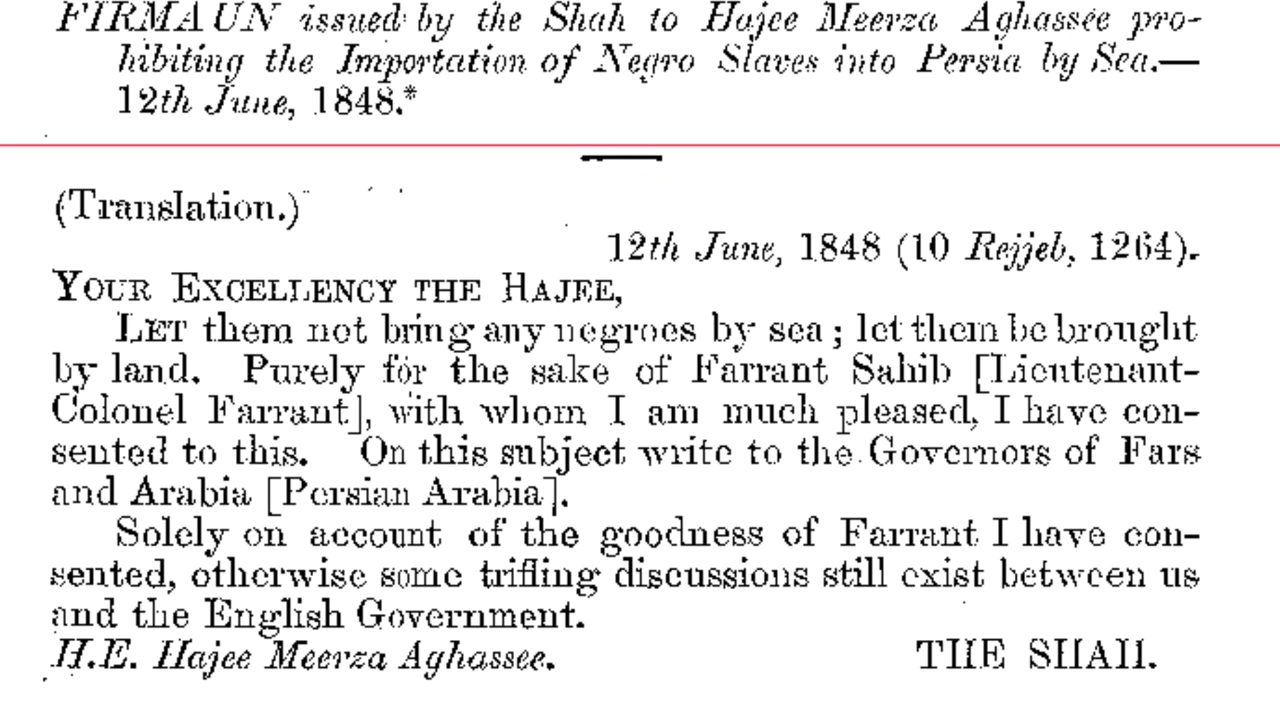 FIRMAUN issued by the Shah to Hajee Meerza Aghassee pro-
hibiting the Importation of Negro Slaves into Persia by Sea.—
12th June, 1848.*
(Translation.)
12th June, 1848 (10 Rejjeb, 1264).
YOUR EXCELLENCY THE HAJEE,
LET them not bring any negroes by sea; let them be brought
by land. Purely for the sake of Farrant Sahib [Lieutenant-
Colonel Farrant], with whom I am much pleased, I have con-
sented to this. On this subject write to the Governors of Fars
and Arabia [Persian Arabia].
Solely on account of the goodness of Farrant I have con-
sented, otherwise some trifling discussions still exist between us
and the English Government.
H.E. Hajee Meerza Aghassee. THE SHAH.